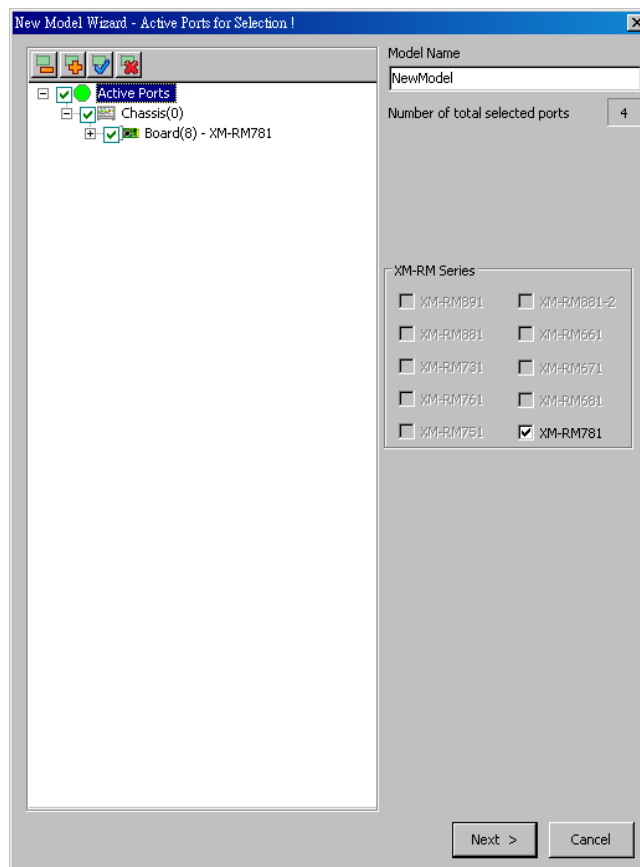 New Model Wizard - Active Ports for Selection !
Active Ports
Chassis(0)
Board(8) - XM-RM781
Model Name
NewModel
Number of total selected ports 4
XM-RM Series
XM-RM891 XM-RM881-2
XM-RM881 XM-RM661
XM-RM731 XM-RM671
XM-RM761 XM-RM681
XM-RM751 XM-RM781
Next > Cancel